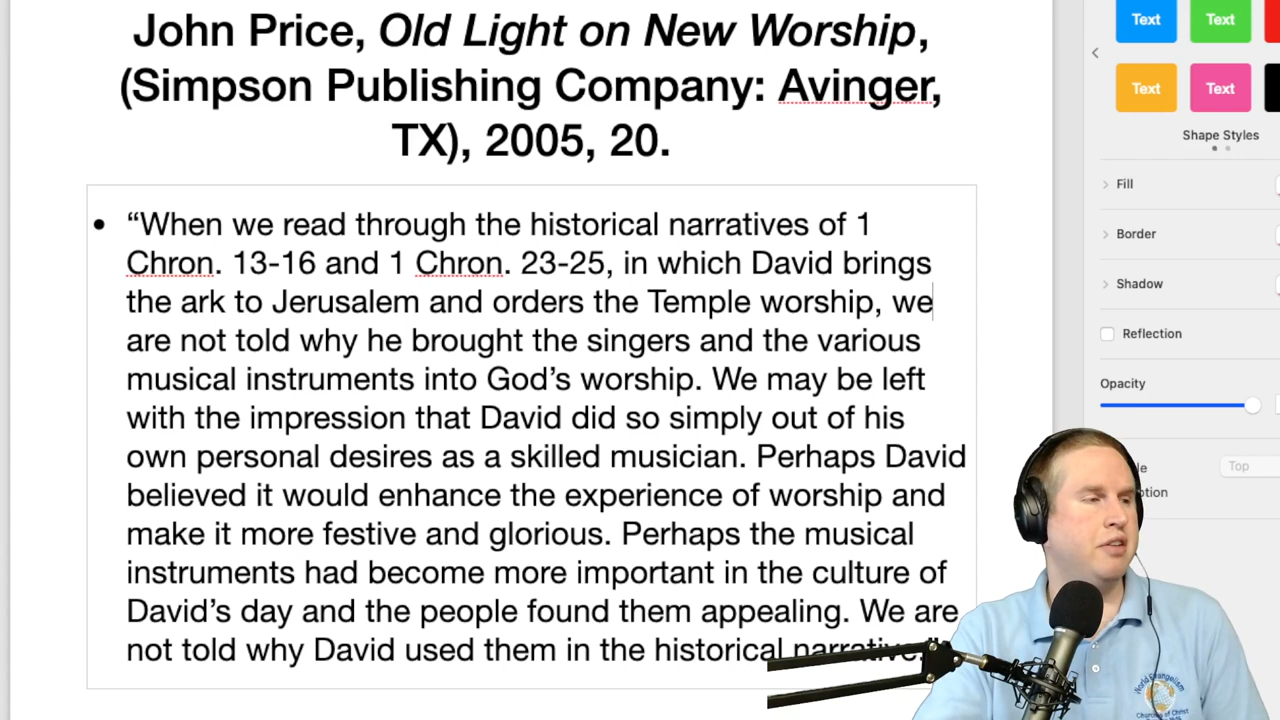 John Price, Old Light on New Worship,
(Simpson Publishing Company: Avinger,
TX), 2005, 20.
• “When we read through the historical narratives of 1
Chron. 13-16 and 1 Chron. 23-25, in which David brings
the ark to Jerusalem and orders the Temple worship, we
are not told why he brought the singers and the various
musical instruments into God’s worship. We may be left
with the impression that David did so simply out of his
own personal desires as a skilled musician. Perhaps David
believed it would enhance the experience of worship and
make it more festive and glorious. Perhaps the musical
instruments had become more important in the culture of
David’s day and the people found them appealing. We are
not told why David used them in the historical narrative.”
Text Text
Text Text
Shape Styles
Fill
Border
Shadow
Reflection
Opacity
Top
World Evangelism
Churches of Christ